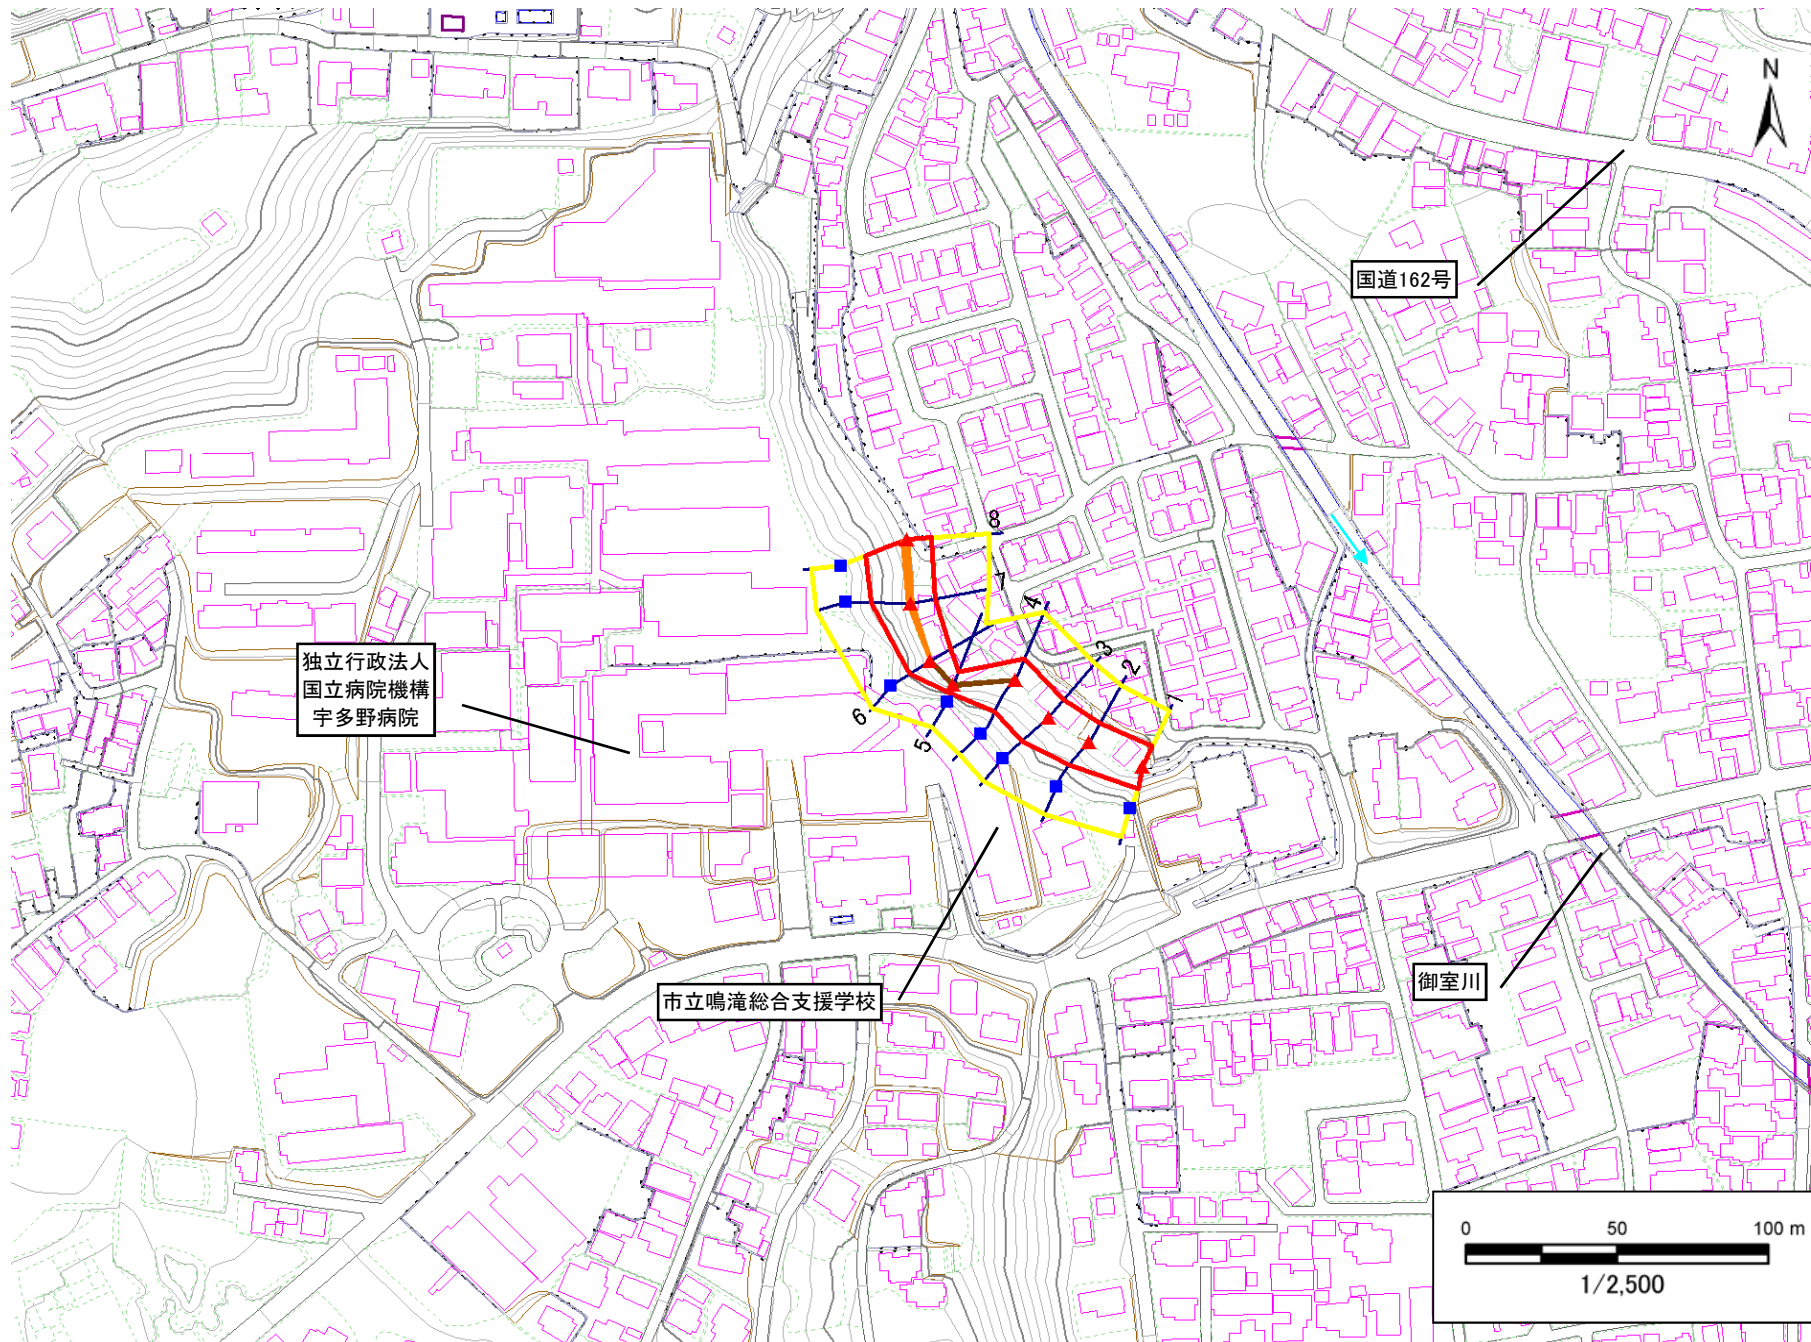 N
国道162号
8
7
4
3
2
1
6
5
独立行政法人
国立病院機構
宇多野病院
市立鳴滝総合支援学校
御室川
0 50 100 m
1/2,500